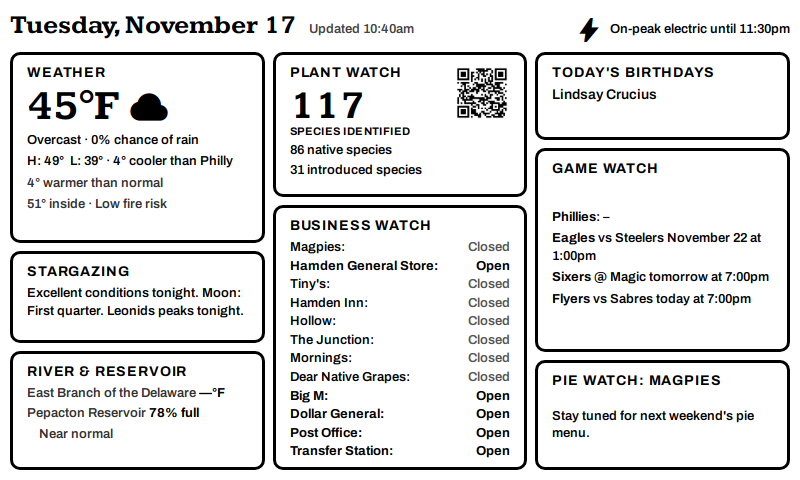 Tuesday, November 17 Updated 10:40am
On-peak electric until 11:30pm
WEATHER
45°F
Overcast · 0% chance of rain
H: 49° L: 39° · 4° cooler than Philly
4° warmer than normal
51° inside · Low fire risk
STARGAZING
Excellent conditions tonight. Moon:
First quarter. Leonids peaks tonight.
RIVER & RESERVOIR
East Branch of the Delaware —°F
Pepacton Reservoir 78% full
Near normal
PLANT WATCH
117
SPECIES IDENTIFIED
86 native species
31 introduced species
BUSINESS WATCH
Magpies: Closed
Hamden General Store: Open
Tiny's: Closed
Hamden Inn: Closed
Hollow: Closed
The Junction: Closed
Mornings: Closed
Dear Native Grapes: Closed
Big M: Open
Dollar General: Open
Post Office: Open
Transfer Station: Open
TODAY'S BIRTHDAYS
Lindsay Crucius
GAME WATCH
Phillies: –
Eagles vs Steelers November 22 at
1:00pm
Sixers @ Magic tomorrow at 7:00pm
Flyers vs Sabres today at 7:00pm
PIE WATCH: MAGPIES
Stay tuned for next weekend's pie
menu.